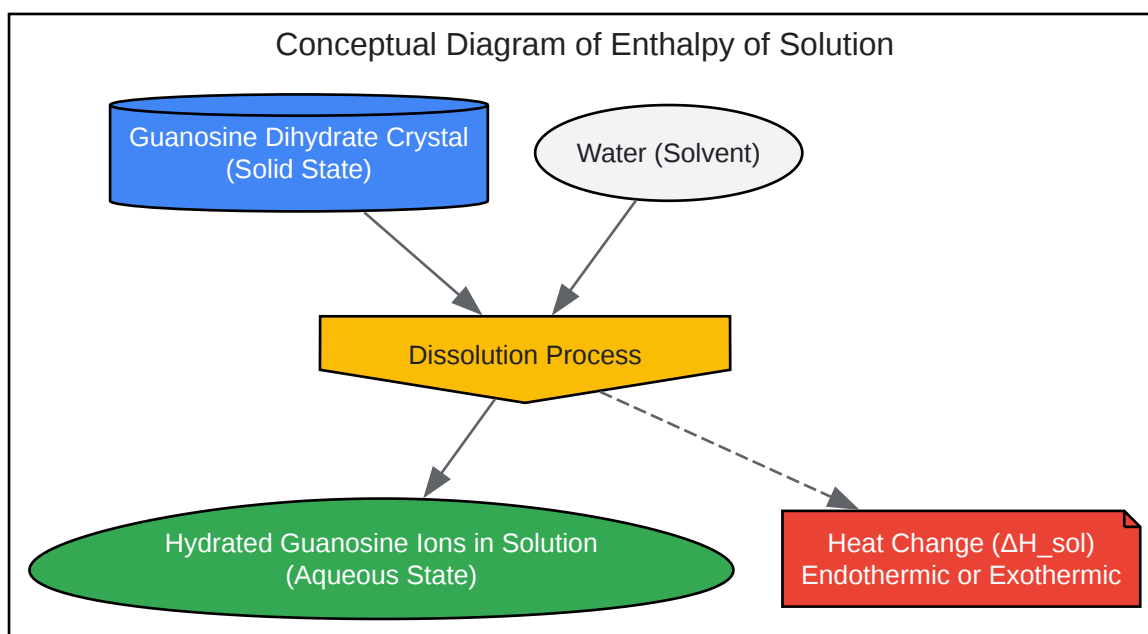 Conceptual Diagram of Enthalpy of Solution
Guanosine Dihydrate Crystal
(Solid State)
Water (Solvent)
Dissolution Process
Hydrated Guanosine Ions in Solution
(Aqueous State)
Heat Change (ΔH_sol)
Endothermic or Exothermic